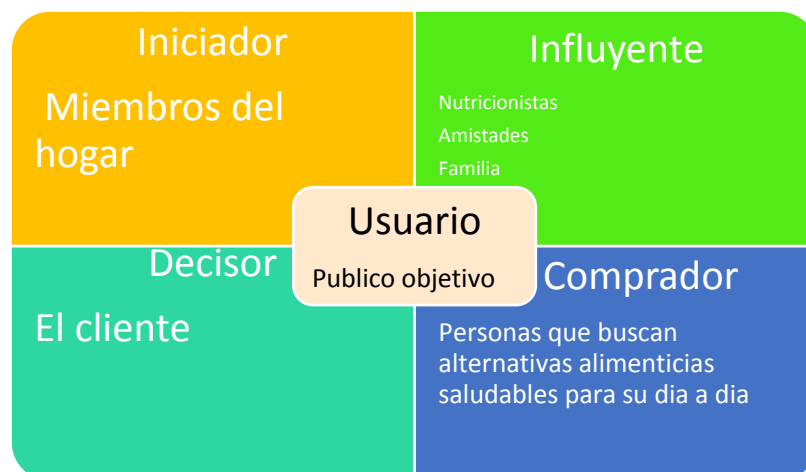 Iniciador
Miembros del
hogar
Influyente
Nutricionistas
Amistades
Familia
Usuario
Publico objetivo
Decisor
El cliente
Comprador
Personas que buscan
alternativas alimenticias
saludables para su dia a dia